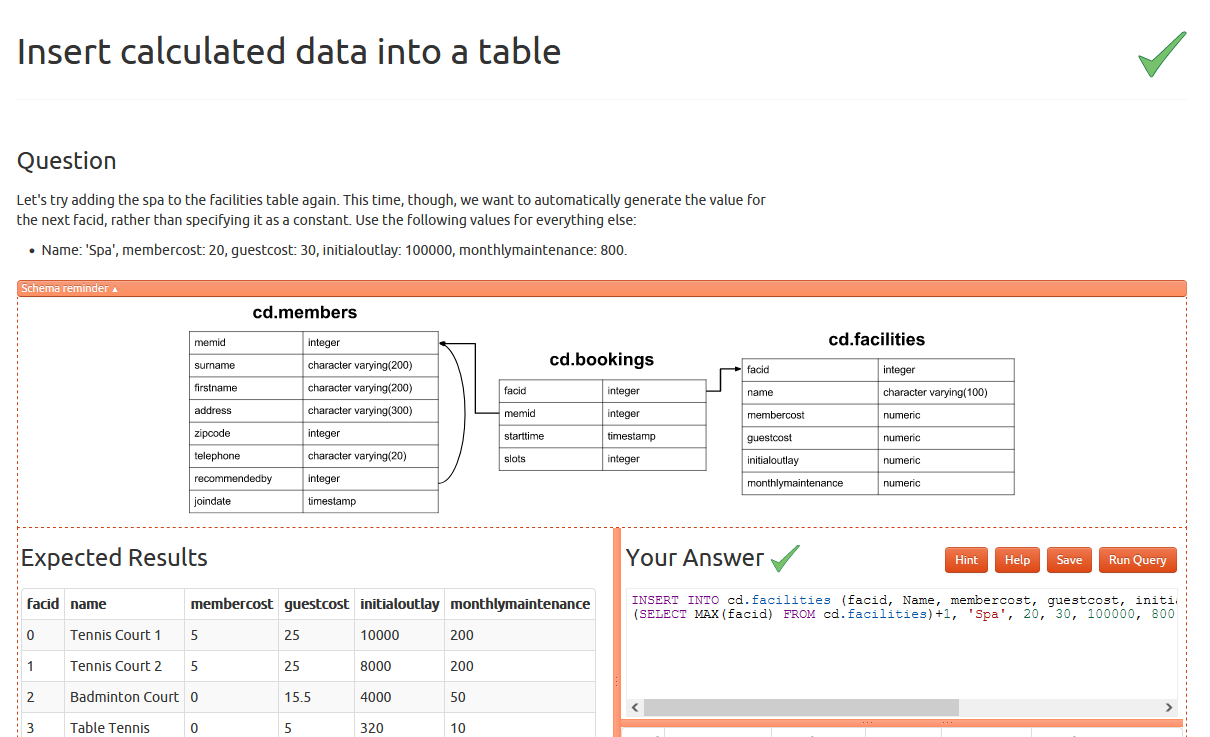 Insert calculated data into a table
Question
Let's try adding the spa to the facilities table again. This time, though, we want to automatically generate the value for
the next facid, rather than specifying it as a constant. Use the following values for everything else:
• Name: 'Spa', membercost: 20, guestcost: 30, initialoutlay: 100000, monthlymaintenance: 800.
Schema reminder ▴
cd.members
memid integer
surname character varying(200)
firstname character varying(200)
address character varying(300)
zipcode integer
telephone character varying(20)
recommendedby integer
joindate timestamp
cd.bookings
facid integer
memid integer
starttime timestamp
slots integer
cd.facilities
facid integer
name character varying(100)
membercost numeric
guestcost numeric
initialoutlay numeric
monthlymaintenance numeric
Expected Results
facid name membercost guestcost initialoutlay monthlymaintenance
0 Tennis Court 1 5 25 10000 200
1 Tennis Court 2 5 25 8000 200
2 Badminton Court 0 15.5 4000 50
3 Table Tennis 0 5 320 10
Your Answer
Hint Help Save Run Query
INSERT INTO cd.facilities (facid, Name, membercost, guestcost, initi
(SELECT MAX(facid) FROM cd.facilities)+1, 'Spa', 20, 30, 100000, 800